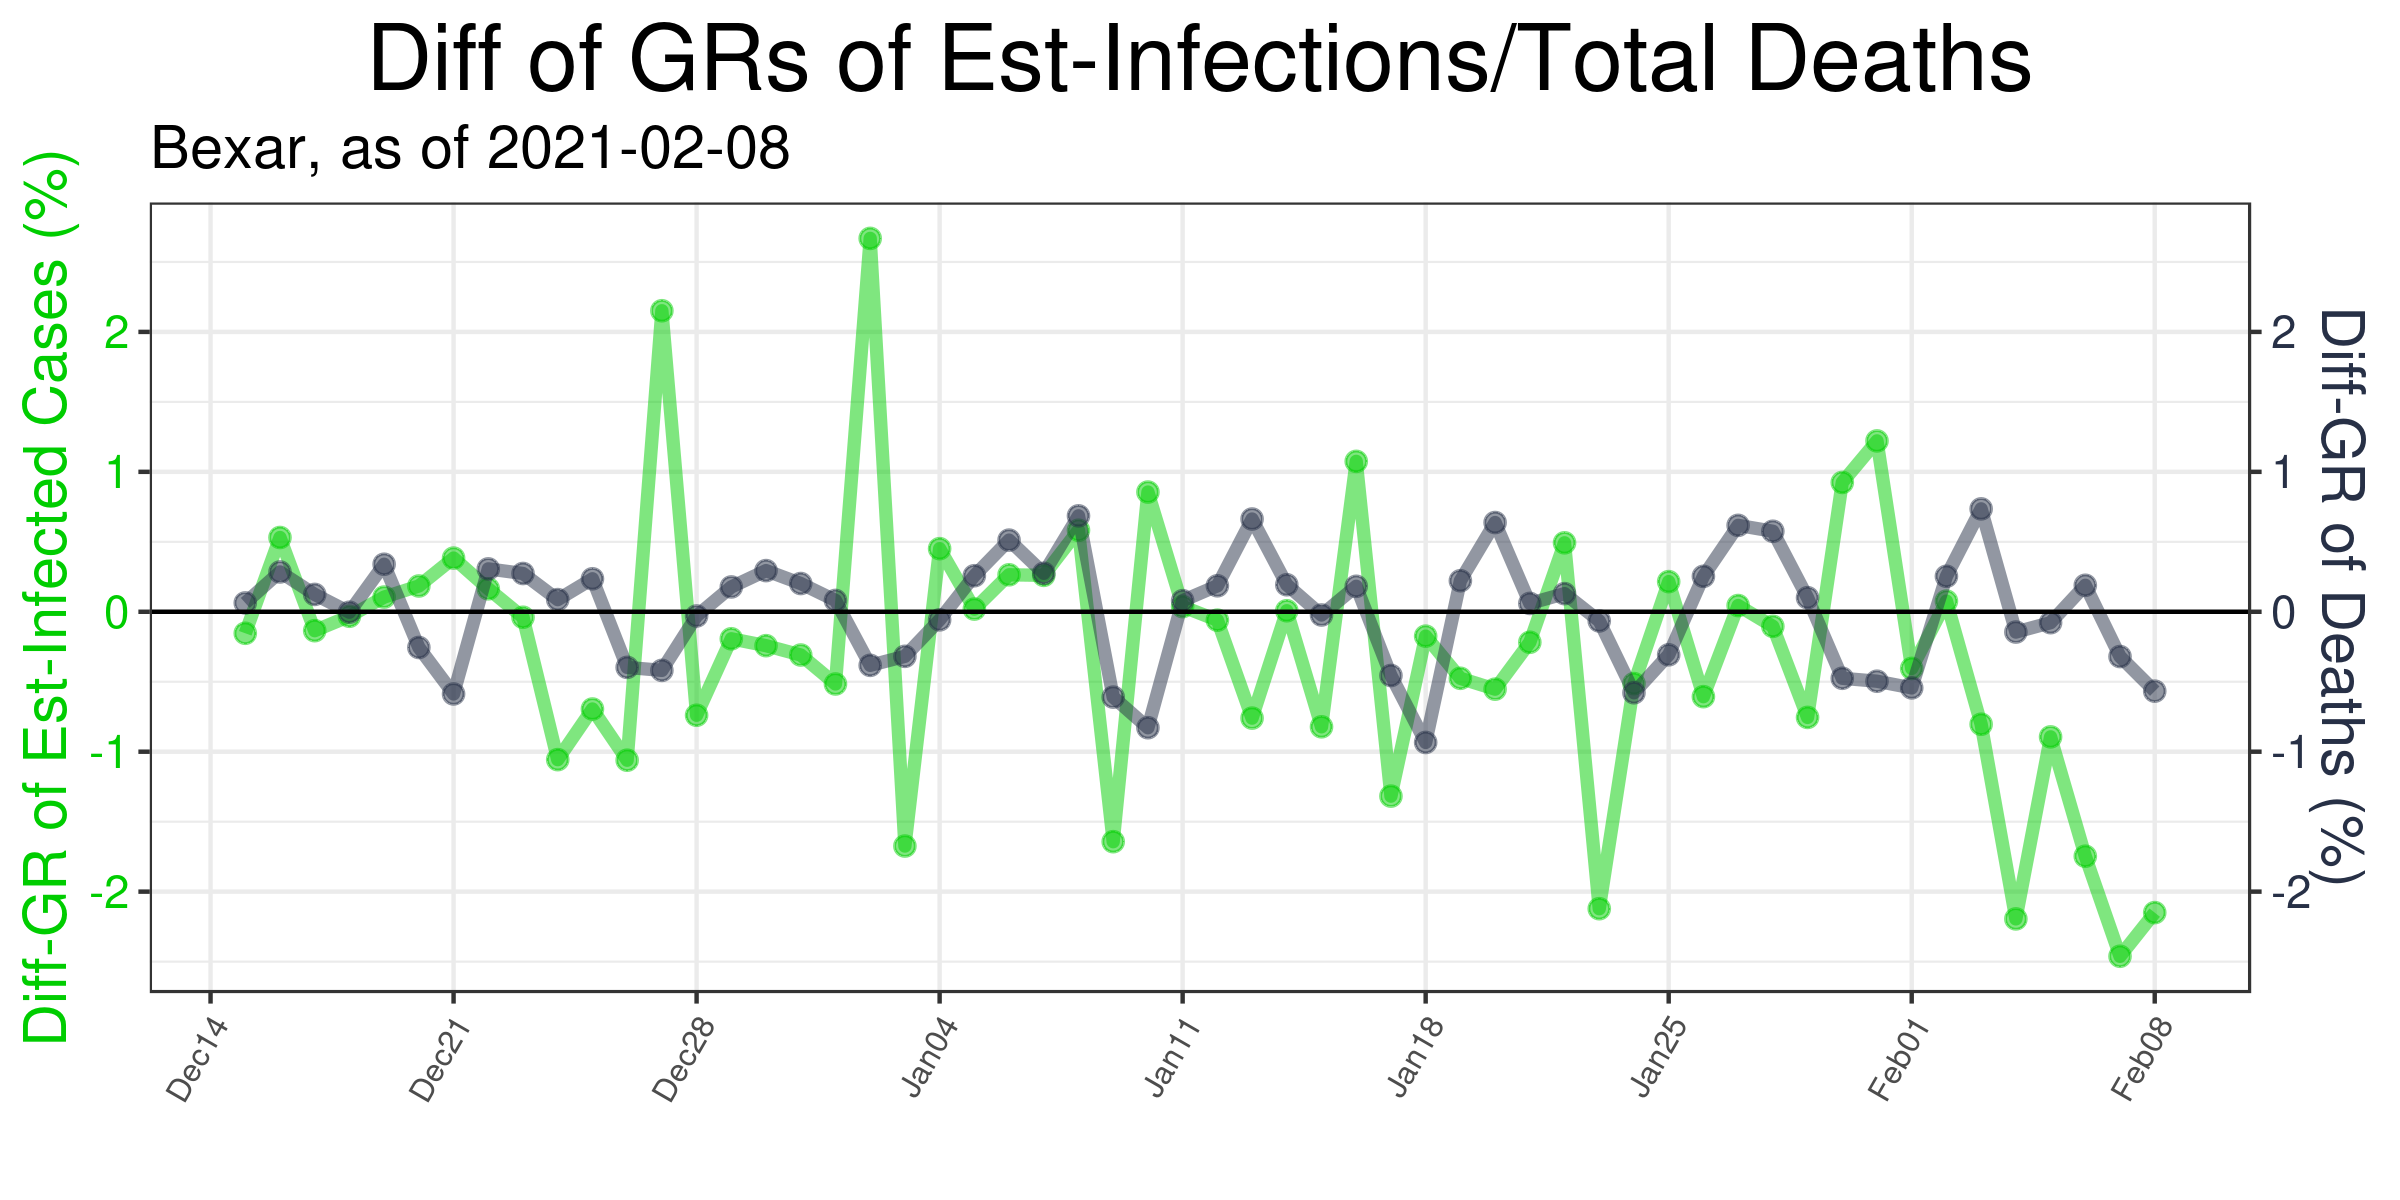 Diff of GRs of Est-Infections/Total Deaths
Bexar, as of 2021-02-08
Diff-GR of Est-Infected Cases (%)
2
1
0
-1
-2
2
1
0
-1
-2
Diff-GR of Deaths (%)
Dec14
Dec21
Dec28
Jan04
Jan11
Jan18
Jan25
Feb01
Feb08